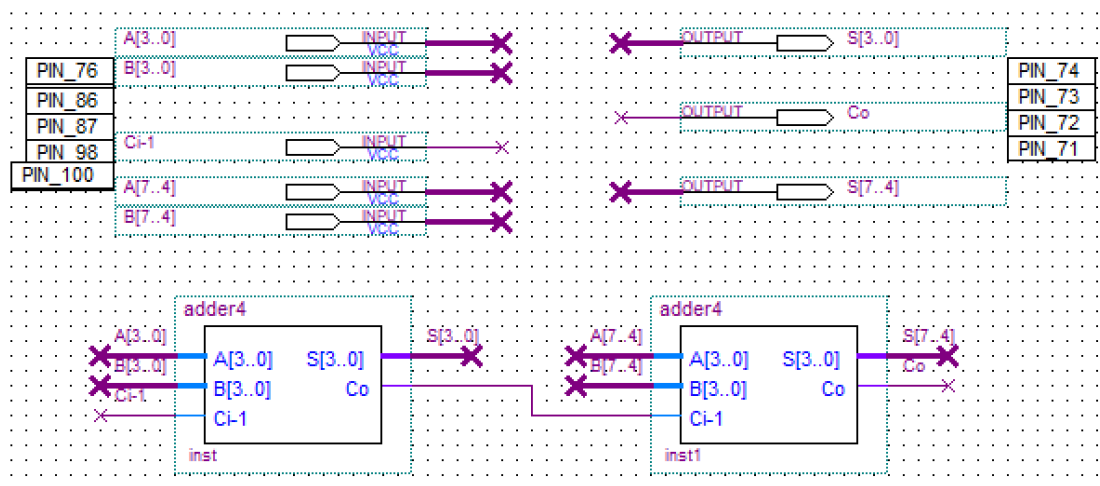 A[3..0] INPUT VCC OUTPUT S[3..0]
PIN_76 B[3..0] INPUT VCC PIN_74
PIN_86 PIN_73
OUTPUT Co
PIN_87 PIN_72
PIN_98 Ci-1 INPUT VCC PIN_71
PIN_100
A[7..4] INPUT VCC OUTPUT S[7..4]
B[7..4] INPUT VCC
adder4 adder4
A[3..0] S[3..0] A[7..4] S[7..4]
A[3..0] S[3..0] A[3..0] S[3..0]
B[3..0] B[7..4] Co
B[3..0] Co B[3..0] Co
Ci-1
Ci-1 Ci-1
inst inst1